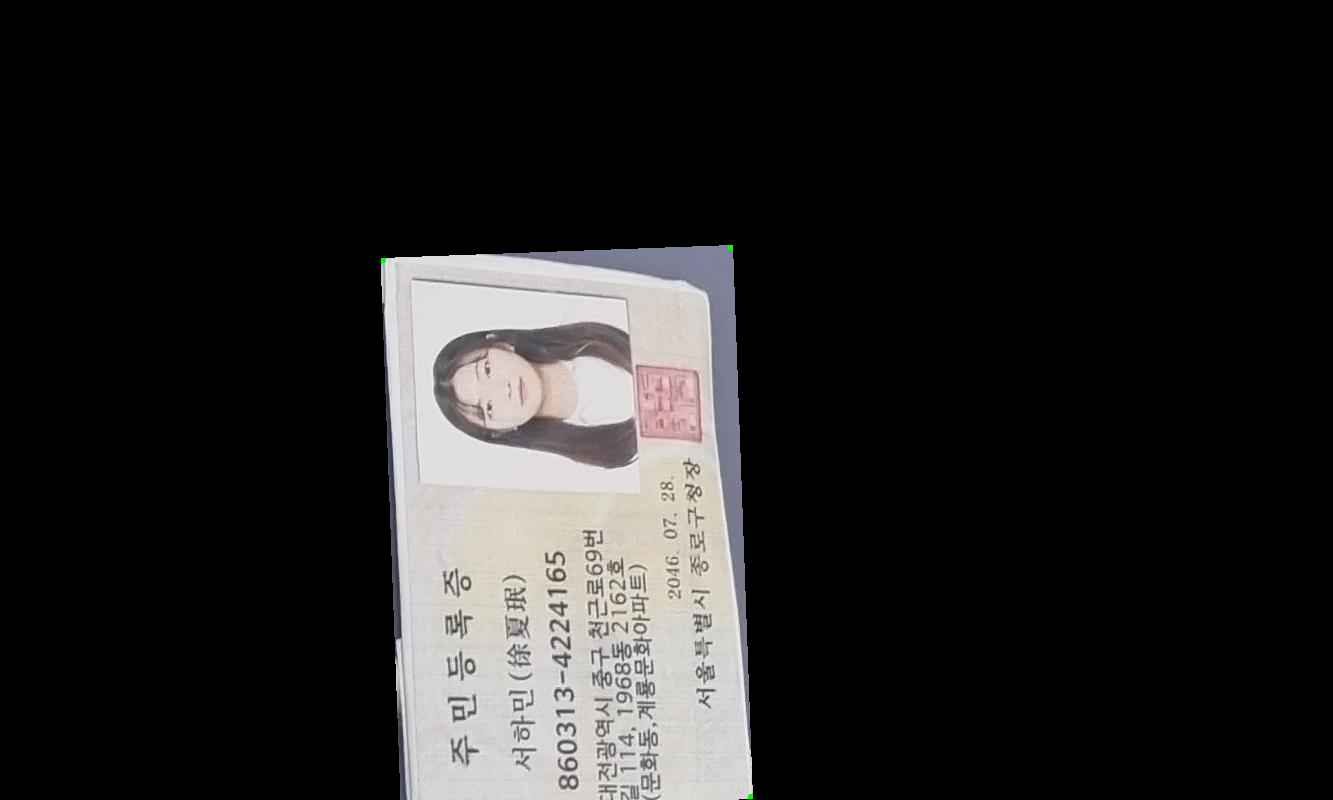 주민등록증
서하민(徐夏珉)
860313-4224165
대전광역시 중구 천근로69번
길 114, 1968동 2162호
(문화동, 계룡문화아파트)
2046. 07. 28.
서울특별시 종로구청장